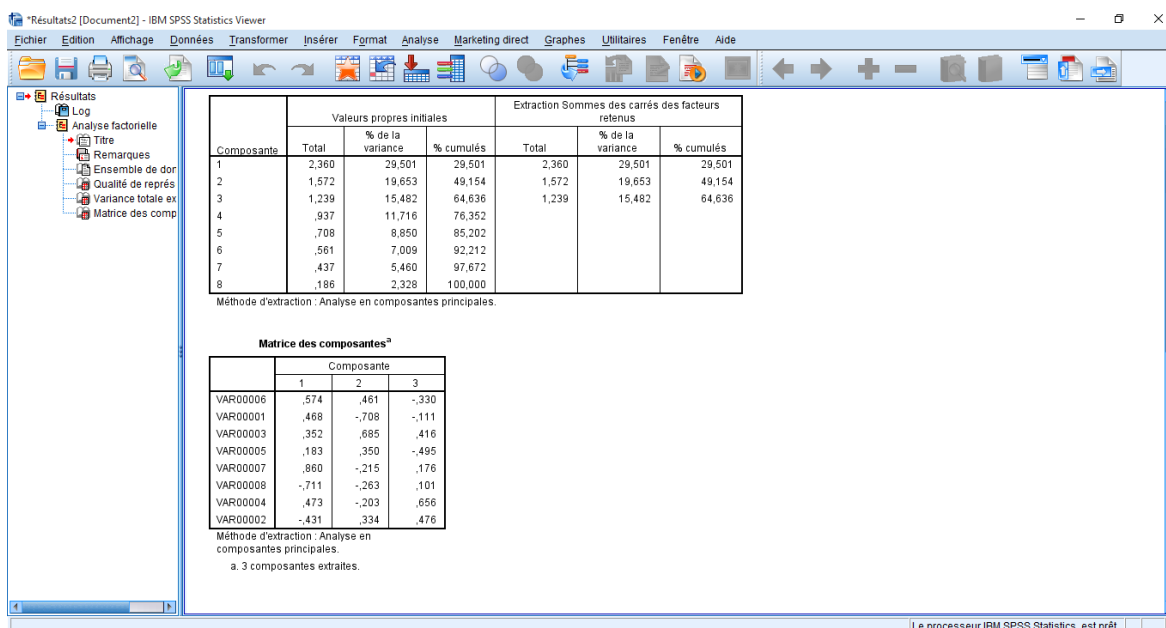 *Résultats2 [Document2] - IBM SPSS Statistics Viewer
Fichier Edition Affichage Données Transformer Insérer Format Analyse Marketing direct Graphes Utilitaires Fenêtre Aide
Résultats
Log
Analyse factorielle
Titre
Remarques
Ensemble de dor
Qualité de représ
Variance totale ex
Matrice des comp
Composante Valeurs propres initiales Extraction Sommes des carrés des facteurs retenus
Total % de la variance % cumulés Total % de la variance % cumulés
1 2,360 29,501 29,501 2,360 29,501 29,501
2 1,572 19,653 49,154 1,572 19,653 49,154
3 1,239 15,482 64,636 1,239 15,482 64,636
4 ,937 11,716 76,352
5 ,708 8,850 85,202
6 ,561 7,009 92,212
7 ,437 5,460 97,672
8 ,186 2,328 100,000
Méthode d'extraction : Analyse en composantes principales.
Matrice des composantesᵃ
Composante
1 2 3
VAR00006 ,574 ,461 -,330
VAR00001 ,468 -,708 -,111
VAR00003 ,352 ,685 ,416
VAR00005 ,183 ,350 -,495
VAR00007 ,860 -,215 ,176
VAR00008 -,711 -,263 ,101
VAR00004 ,473 -,203 ,656
VAR00002 -,431 ,334 ,476
Méthode d'extraction : Analyse en
composantes principales.
a. 3 composantes extraites.
Le processeur IBM SPSS Statistics est prêt